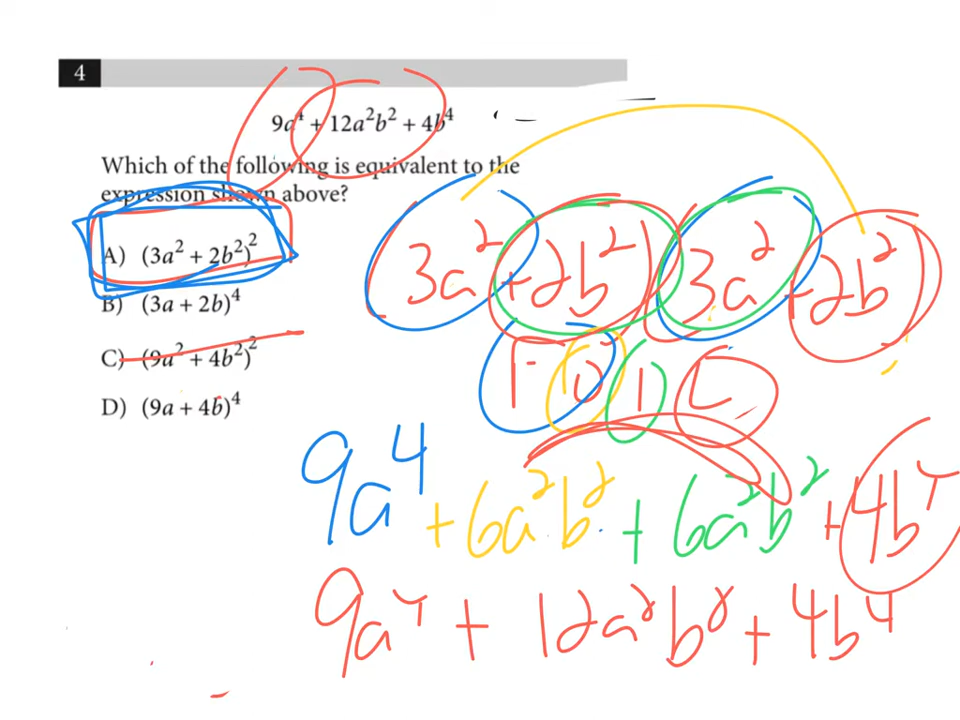 4
9a⁴ + 12a²b² + 4b⁴
Which of the following is equivalent to the
expression shown above?
A) (3a² + 2b²)²
B) (3a + 2b)⁴
C) (9a² + 4b²)²
D) (9a + 4b)⁴
(3a² + 2b²)(3a² + 2b²)
F O I L
9a⁴ + 6a²b² + 6a²b² + 4b⁴
9a⁴ + 12a²b² + 4b⁴